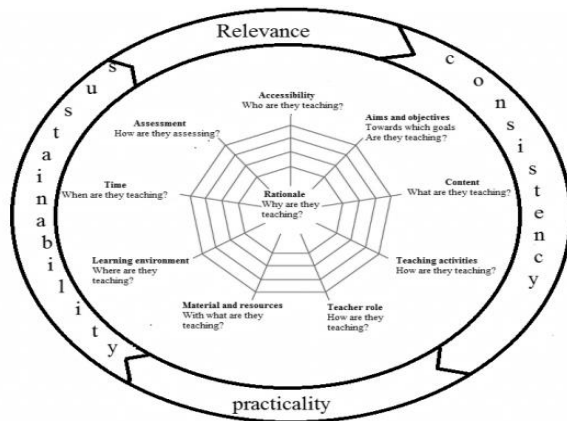 Relevance
consistency
practicality
sustainability
Accessibility
Who are they teaching?
Aims and objectives
Towards which goals
Are they teaching?
Content
What are they teaching?
Teaching activities
How are they teaching?
Teacher role
How are they
teaching?
Material and resources
With what are they
teaching?
Learning environment
Where are they
teaching?
Time
When are they teaching?
Assessment
How are they assessing?
Rationale
Why are they
teaching?